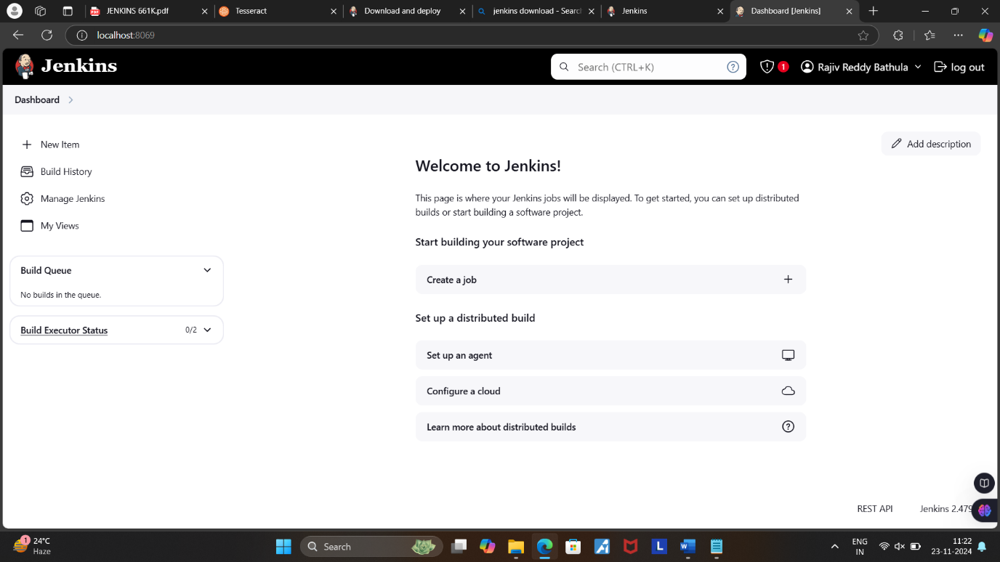 JENKINS 661K.pdf
Tesseract
Download and deploy
jenkins download - Search
Jenkins
Dashboard [Jenkins]
localhost:8069
Jenkins
Search (CTRL+K)
1
Rajiv Reddy Bathula
log out
Dashboard
New Item
Build History
Manage Jenkins
My Views
Build Queue
No builds in the queue.
Build Executor Status
0/2
Add description
Welcome to Jenkins!
This page is where your Jenkins jobs will be displayed. To get started, you can set up distributed
builds or start building a software project.
Start building your software project
Create a job
Set up a distributed build
Set up an agent
Configure a cloud
Learn more about distributed builds
REST API
Jenkins 2.479
1
24°C
Haze
Search
ENG
IN
11:22
23-11-2024